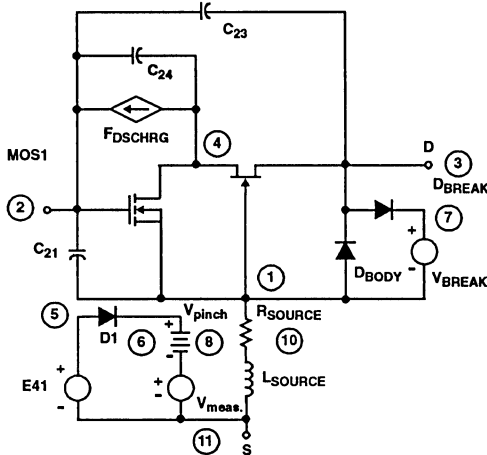 C23
C24
FDSCHRG
4
D
3
MOS1
DBREAK
2
7
C21
DBODY
VBREAK
1
5
Vpinch
RSOURCE
D1
6
8
10
E41
LSOURCE
Vmeas.
11
S
+
-
+
-
+
-
+
-